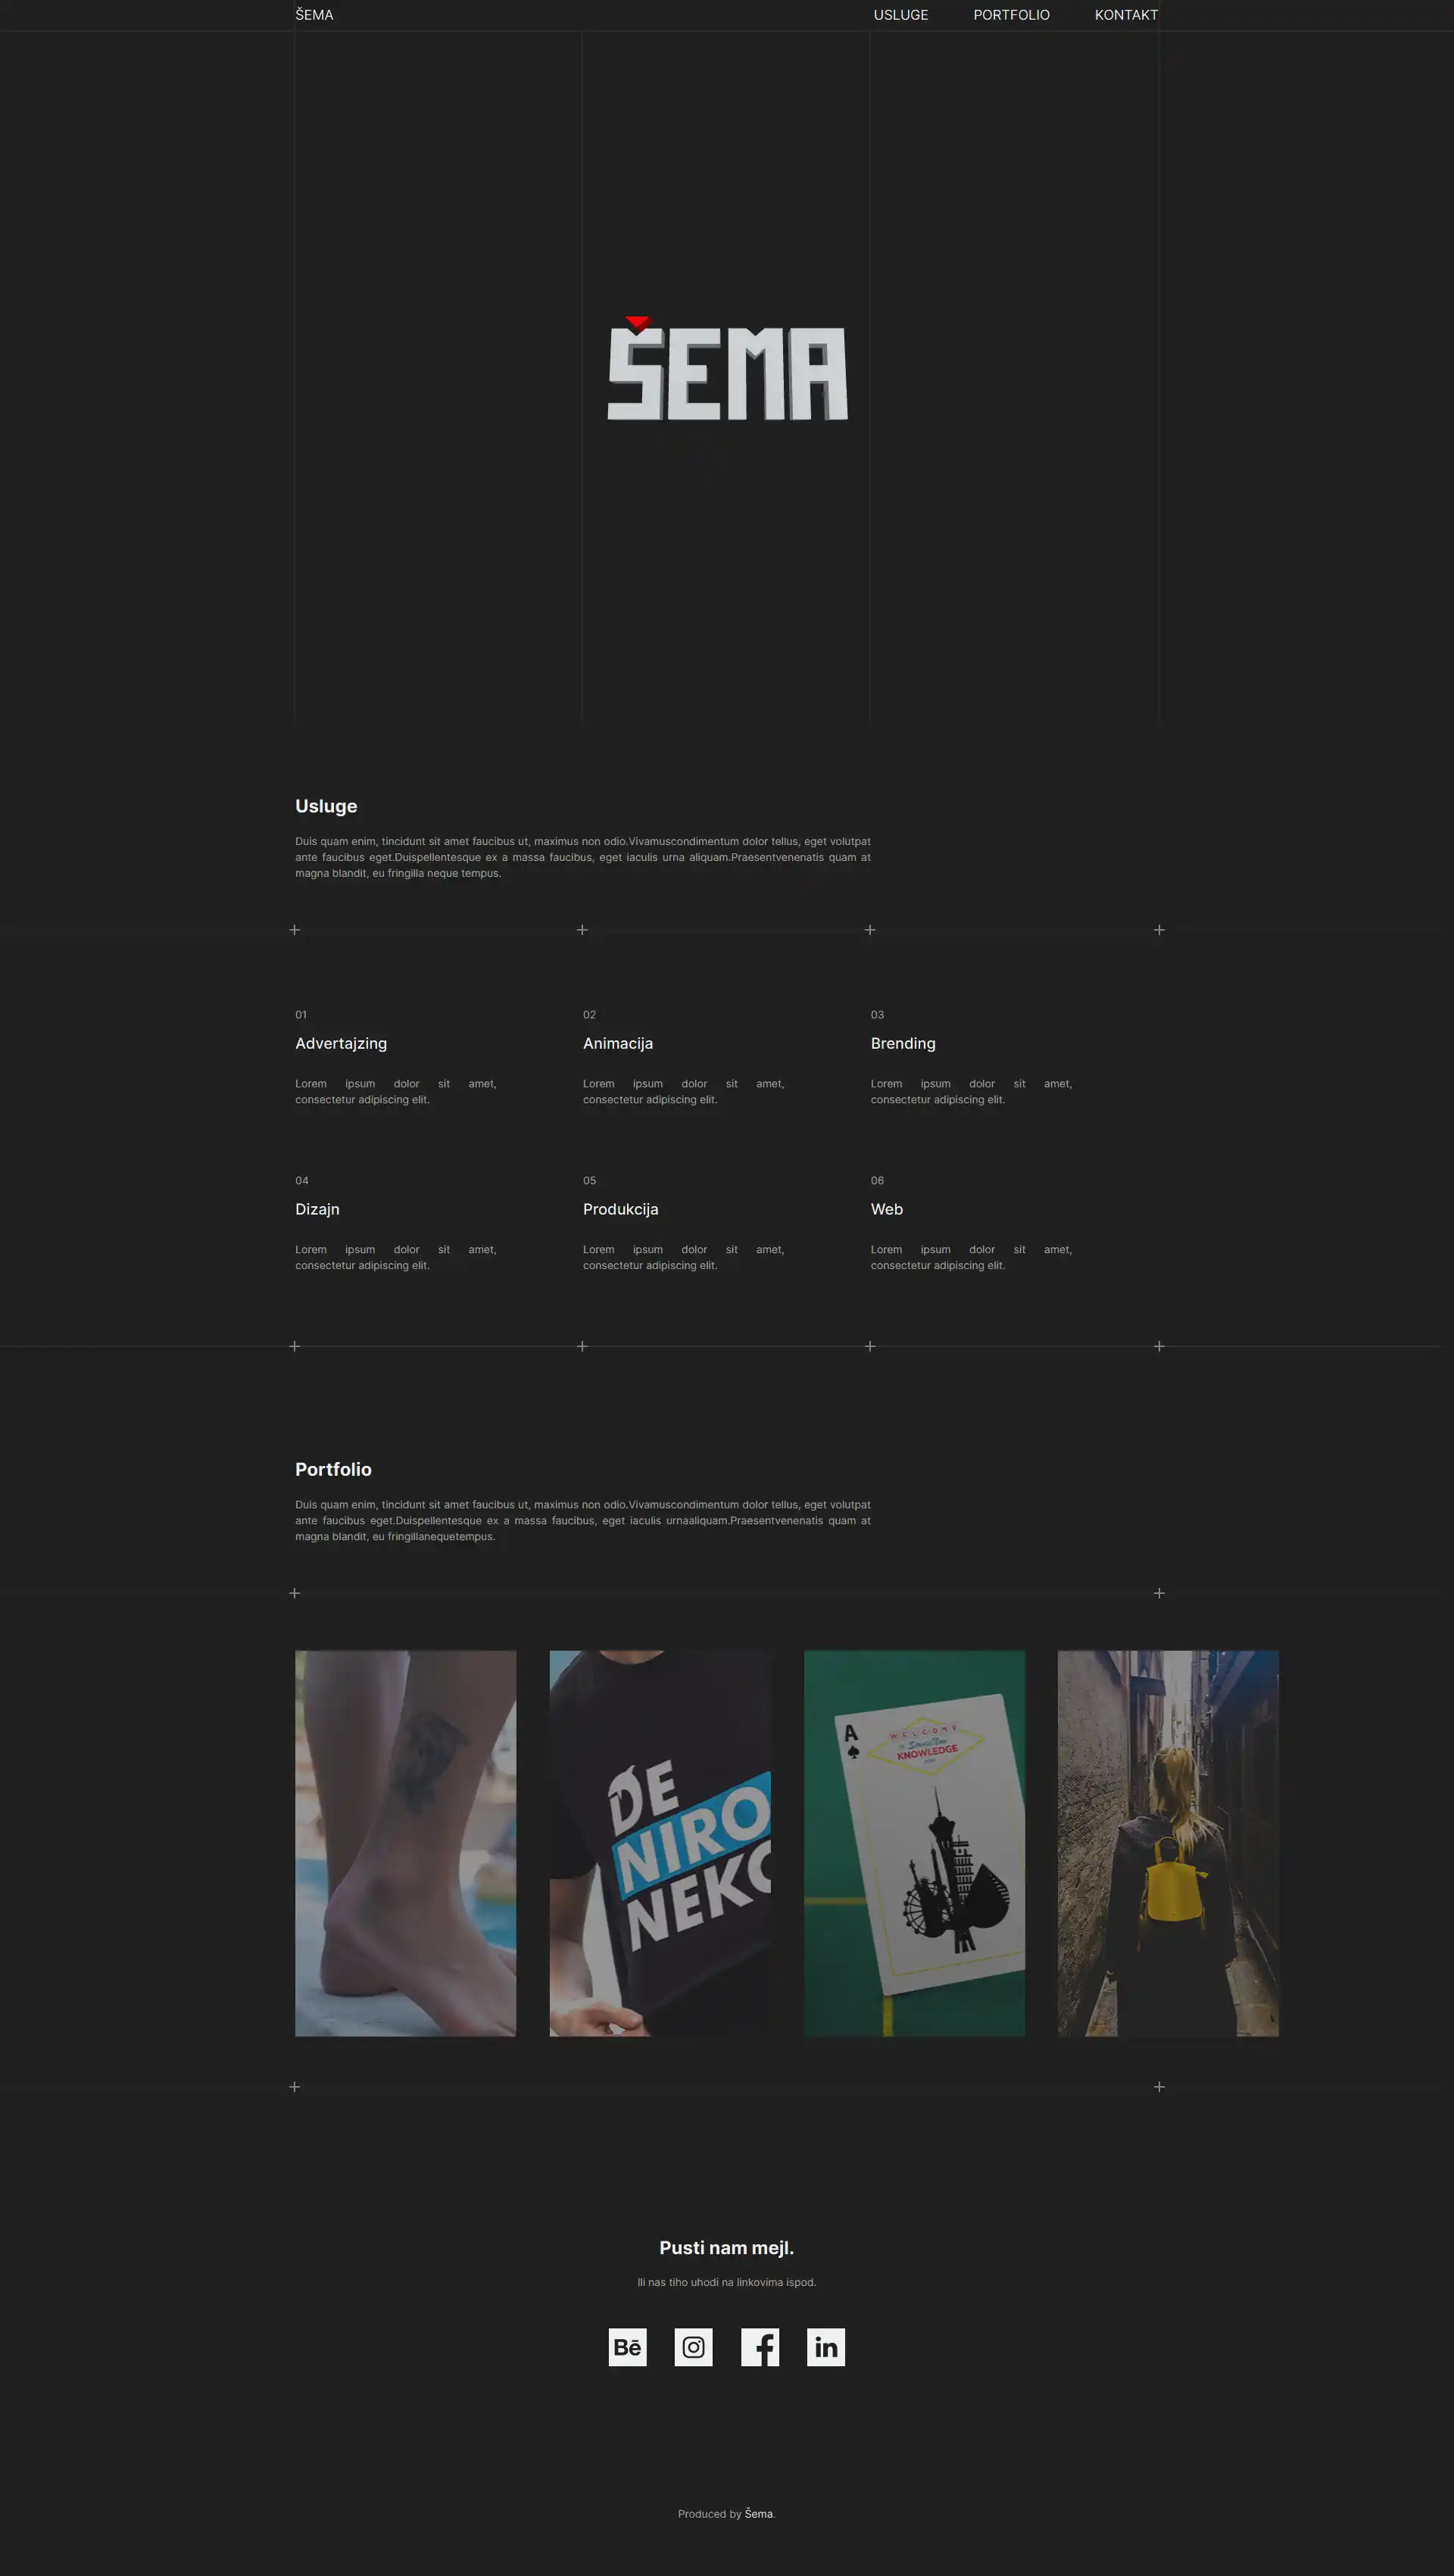 ŠEMA
USLUGE PORTFOLIO KONTAKT
ŠEMA
Usluge
Duis quam enim, tincidunt sit amet faucibus ut, maximus non odio.Vivamuscondimentum dolor tellus, eget volutpat
ante faucibus eget.Duispellentesque ex a massa faucibus, eget iaculis urna aliquam.Praesentvenenatis quam at
magna blandit, eu fringilla neque tempus.
01
Advertajzing
Lorem ipsum dolor sit amet,
consectetur adipiscing elit.
02
Animacija
Lorem ipsum dolor sit amet,
consectetur adipiscing elit.
03
Brending
Lorem ipsum dolor sit amet,
consectetur adipiscing elit.
04
Dizajn
Lorem ipsum dolor sit amet,
consectetur adipiscing elit.
05
Produkcija
Lorem ipsum dolor sit amet,
consectetur adipiscing elit.
06
Web
Lorem ipsum dolor sit amet,
consectetur adipiscing elit.
Portfolio
Duis quam enim, tincidunt sit amet faucibus ut, maximus non odio.Vivamuscondimentum dolor tellus, eget volutpat
ante faucibus eget.Duispellentesque ex a massa faucibus, eget iaculis urnaaliquam.Praesentvenenatis quam at
magna blandit, eu fringillanequetempus.
DE
NIRO
NEKO
A
WELCOME
KNOWLEDGE
Pusti nam mejl.
Ili nas tiho uhodi na linkovima ispod.
Bē
f
in
Produced by Šema.